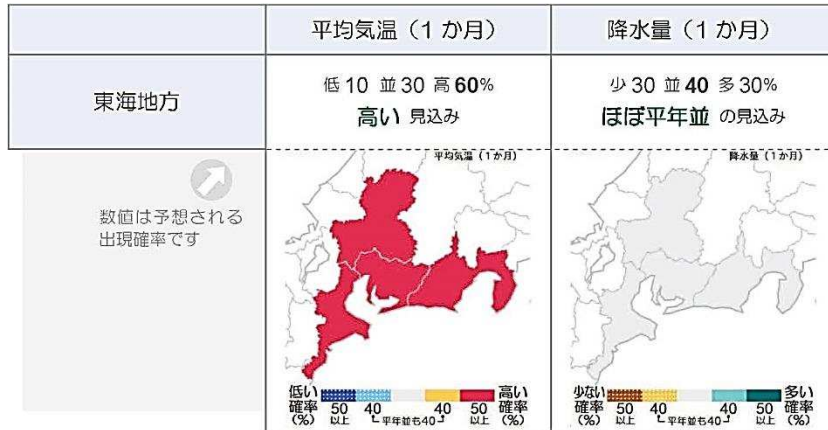 平均気温（1か月）
降水量（1か月）
東海地方
低10 並30 高60%
高い 見込み
少30 並40 多30%
ほぼ平年並 の見込み
数値は予想される
出現確率です
平均気温（1か月）
低い
確率
(%)
50
以上
40
平年並も40
40
50
以上
高い
確率
(%)
降水量（1か月）
少ない
確率
(%)
50
以上
40
平年並も40
40
50
以上
多い
確率
(%)